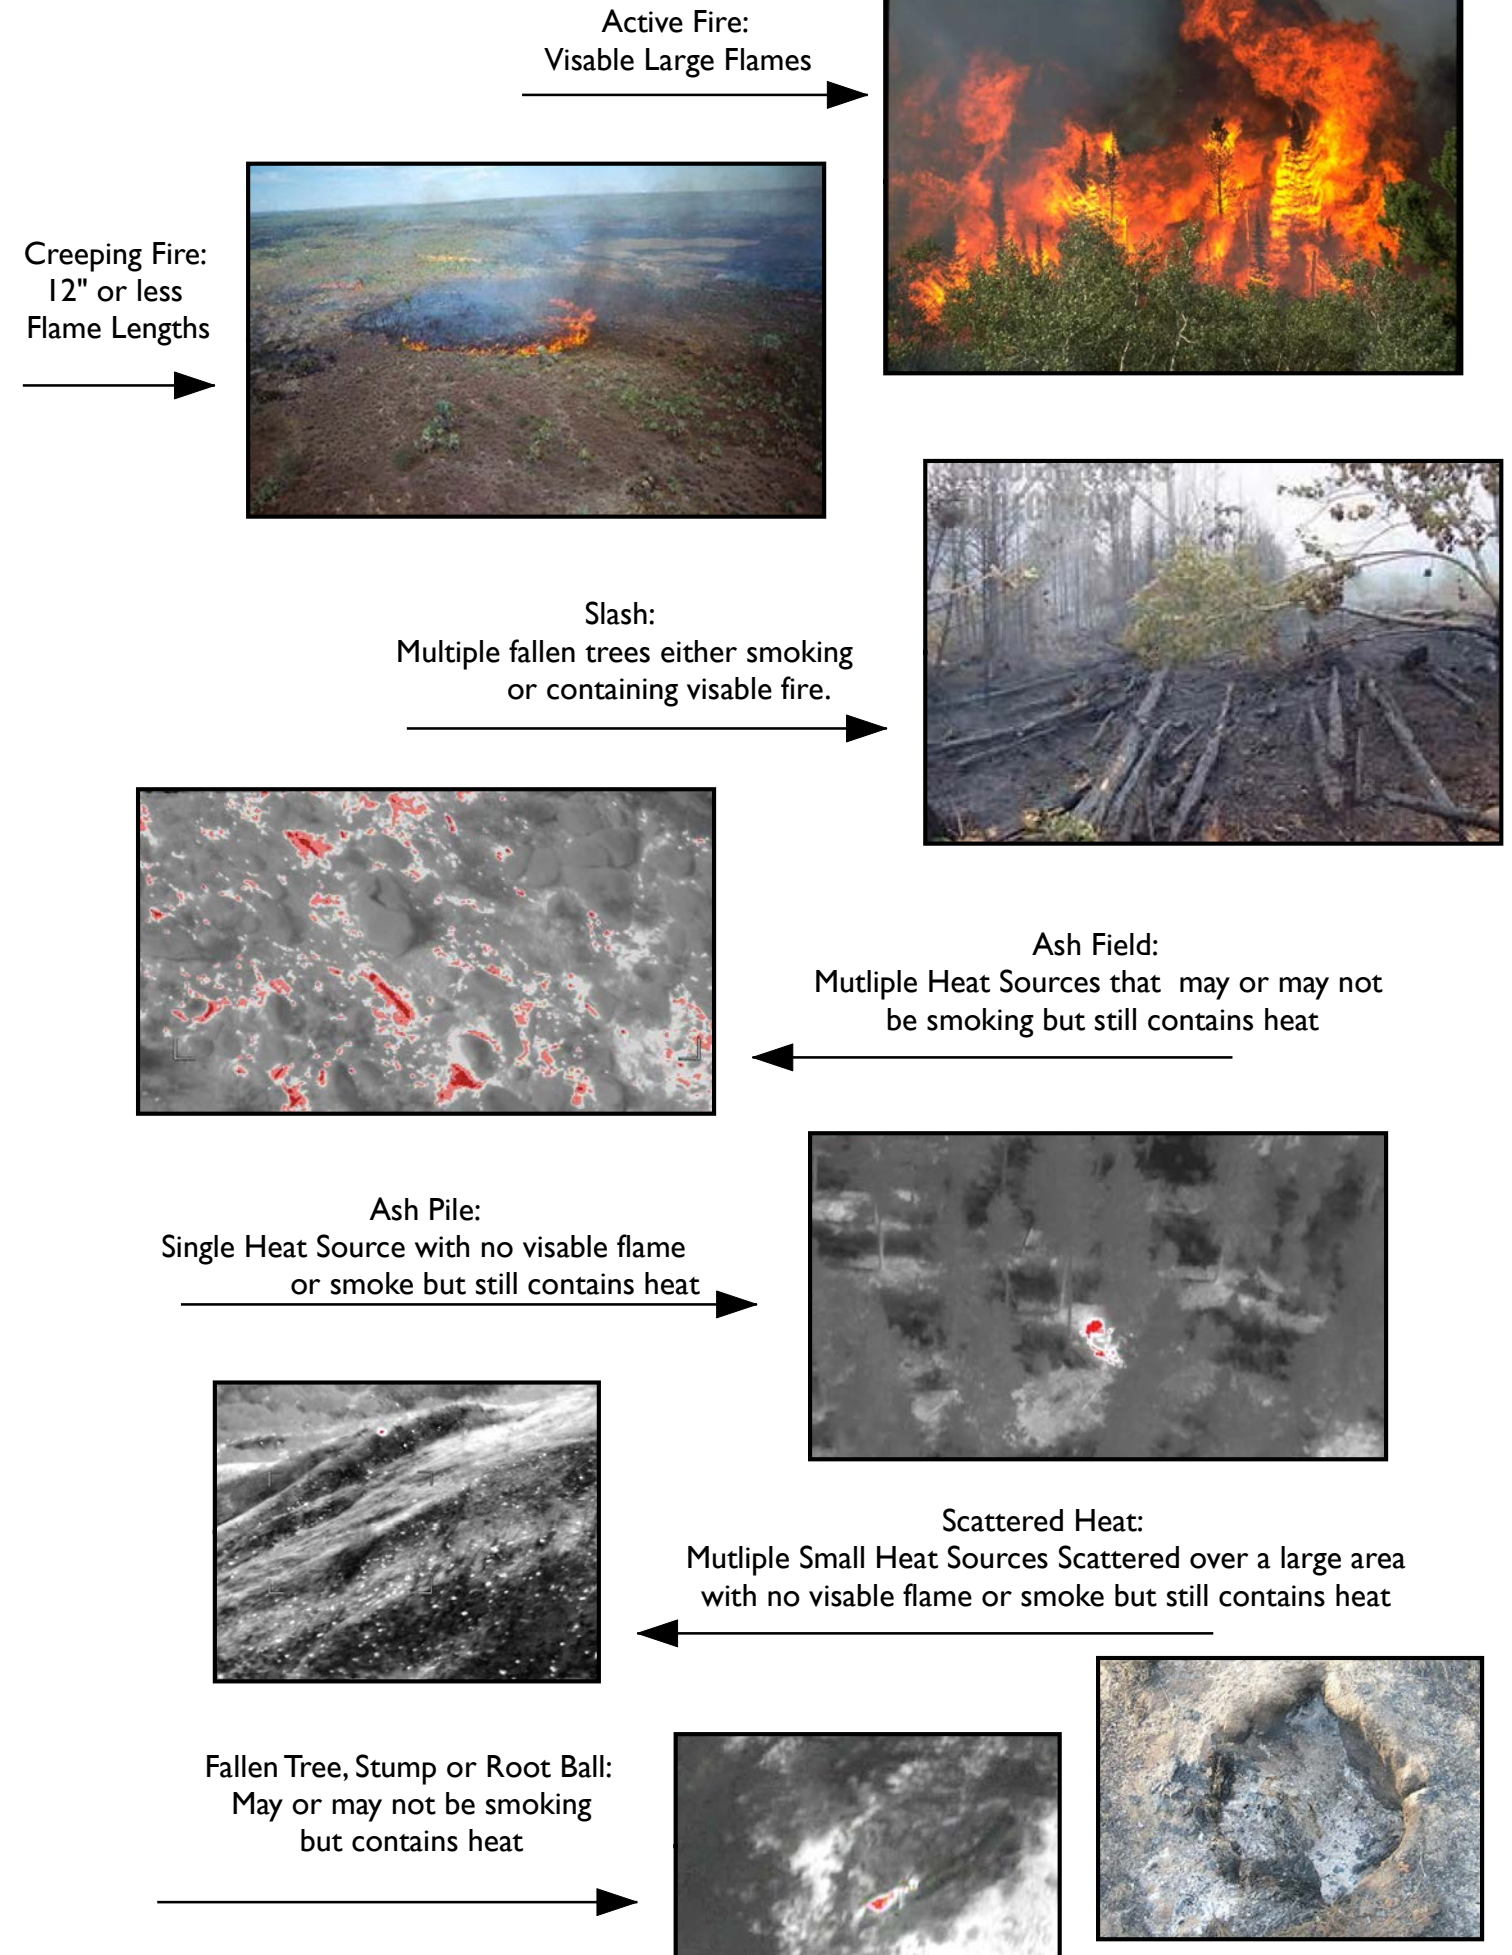 Active Fire:
Visable Large Flames
Creeping Fire:
12" or less
Flame Lengths
Slash:
Multiple fallen trees either smoking
or containing visable fire.
Ash Field:
Mutliple Heat Sources that may or may not
be smoking but still contains heat
Ash Pile:
Single Heat Source with no visable flame
or smoke but still contains heat
Scattered Heat:
Mutliple Small Heat Sources Scattered over a large area
with no visable flame or smoke but still contains heat
Fallen Tree, Stump or Root Ball:
May or may not be smoking
but contains heat